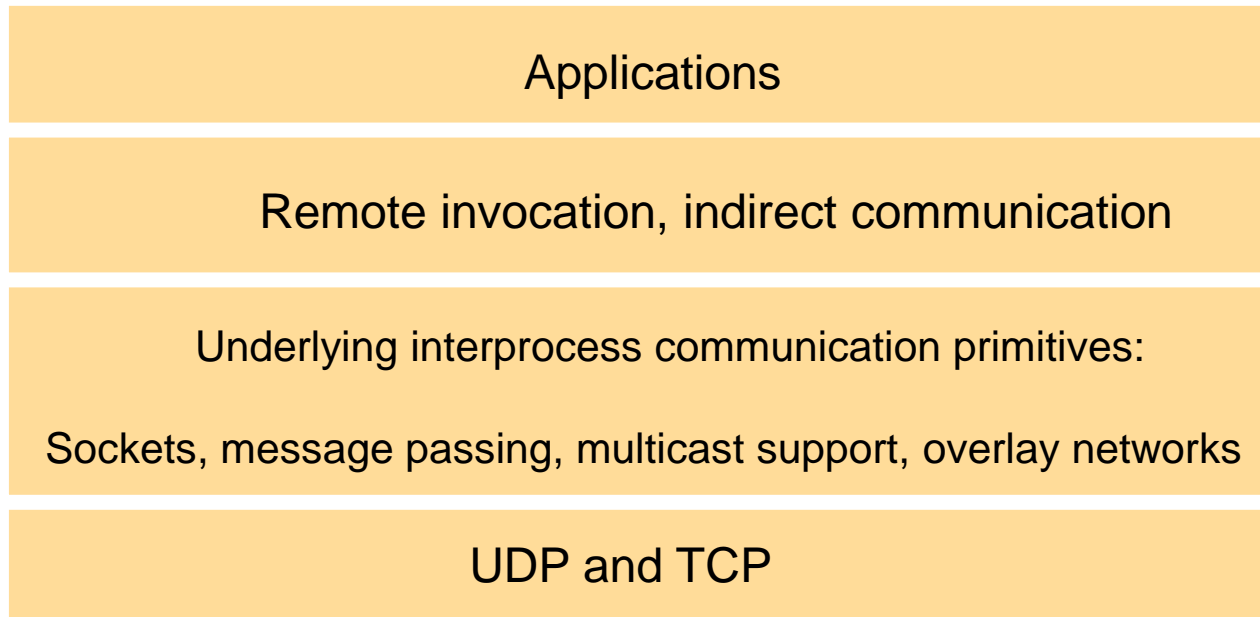 Applications
Remote invocation, indirect communication
Underlying interprocess communication primitives:
Sockets, message passing, multicast support, overlay networks
UDP and TCP